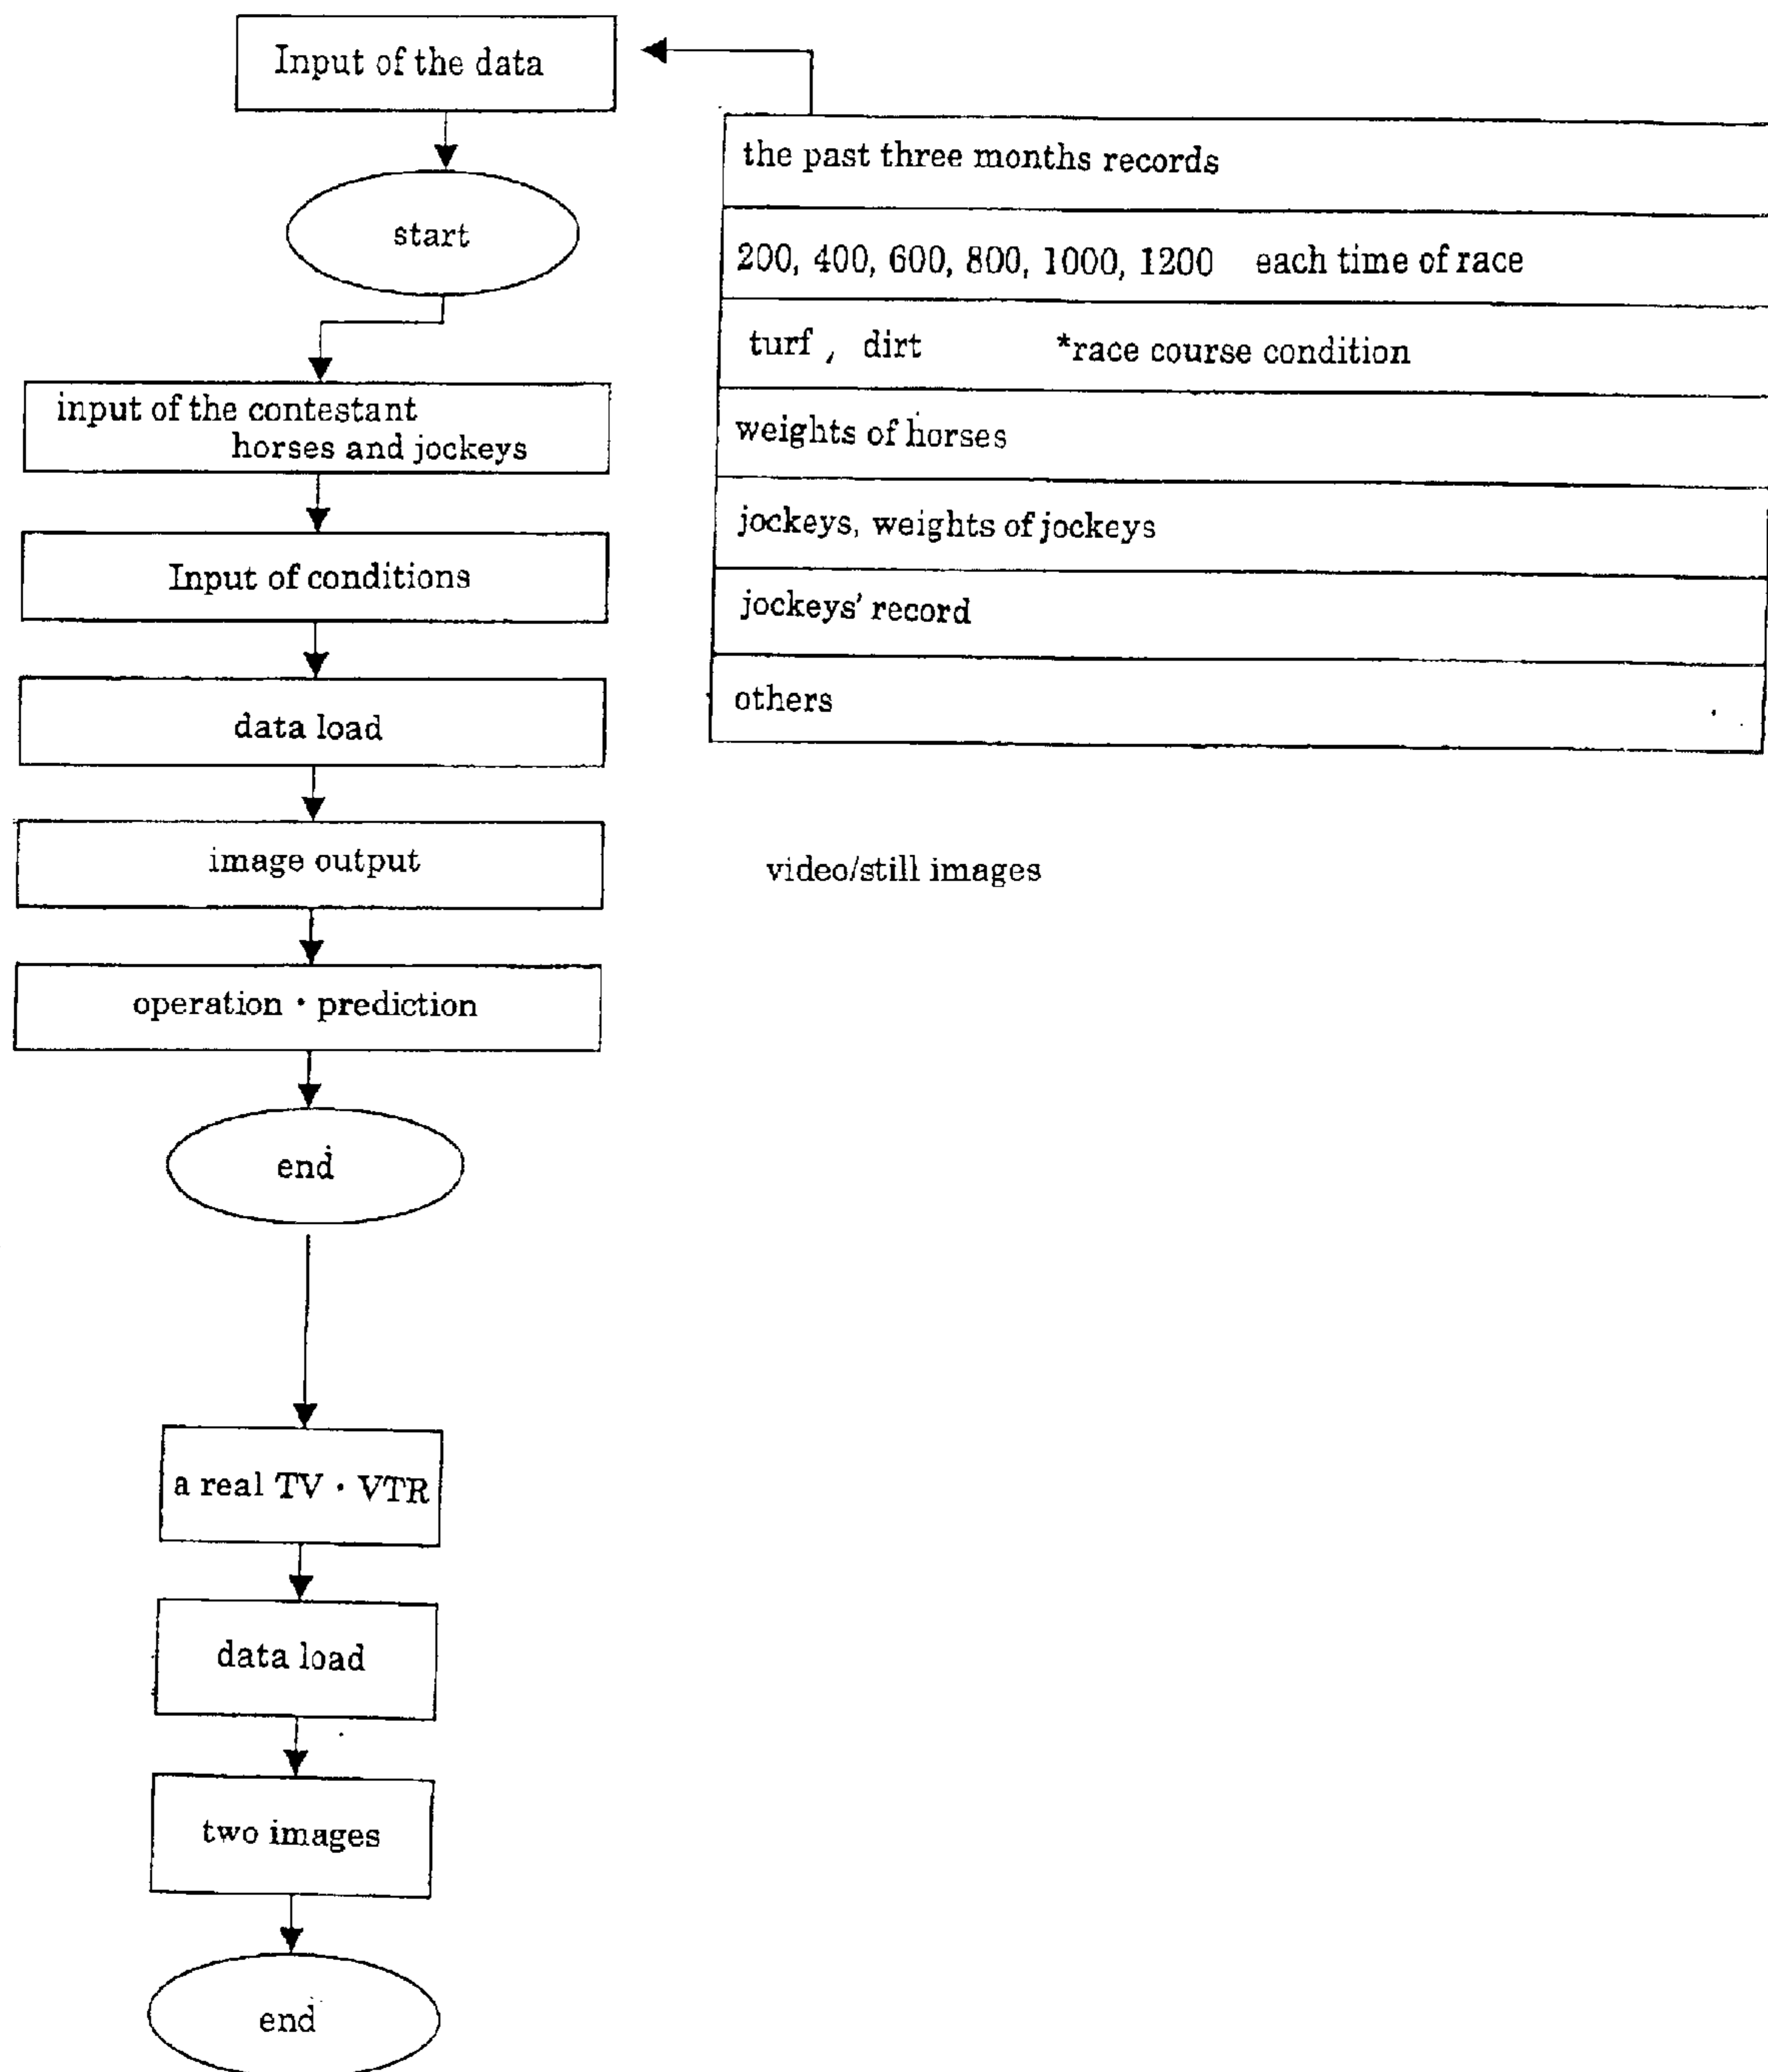 Input of the data
start
input of the contestant
horses and jockeys
Input of conditions
data load
image output
operation・prediction
end
a real TV・VTR
data load
two images
end
the past three months records
200, 400, 600, 800, 1000, 1200 each time of race
turf , dirt *race course condition
weights of horses
jockeys, weights of jockeys
jockeys' record
others
video/still images